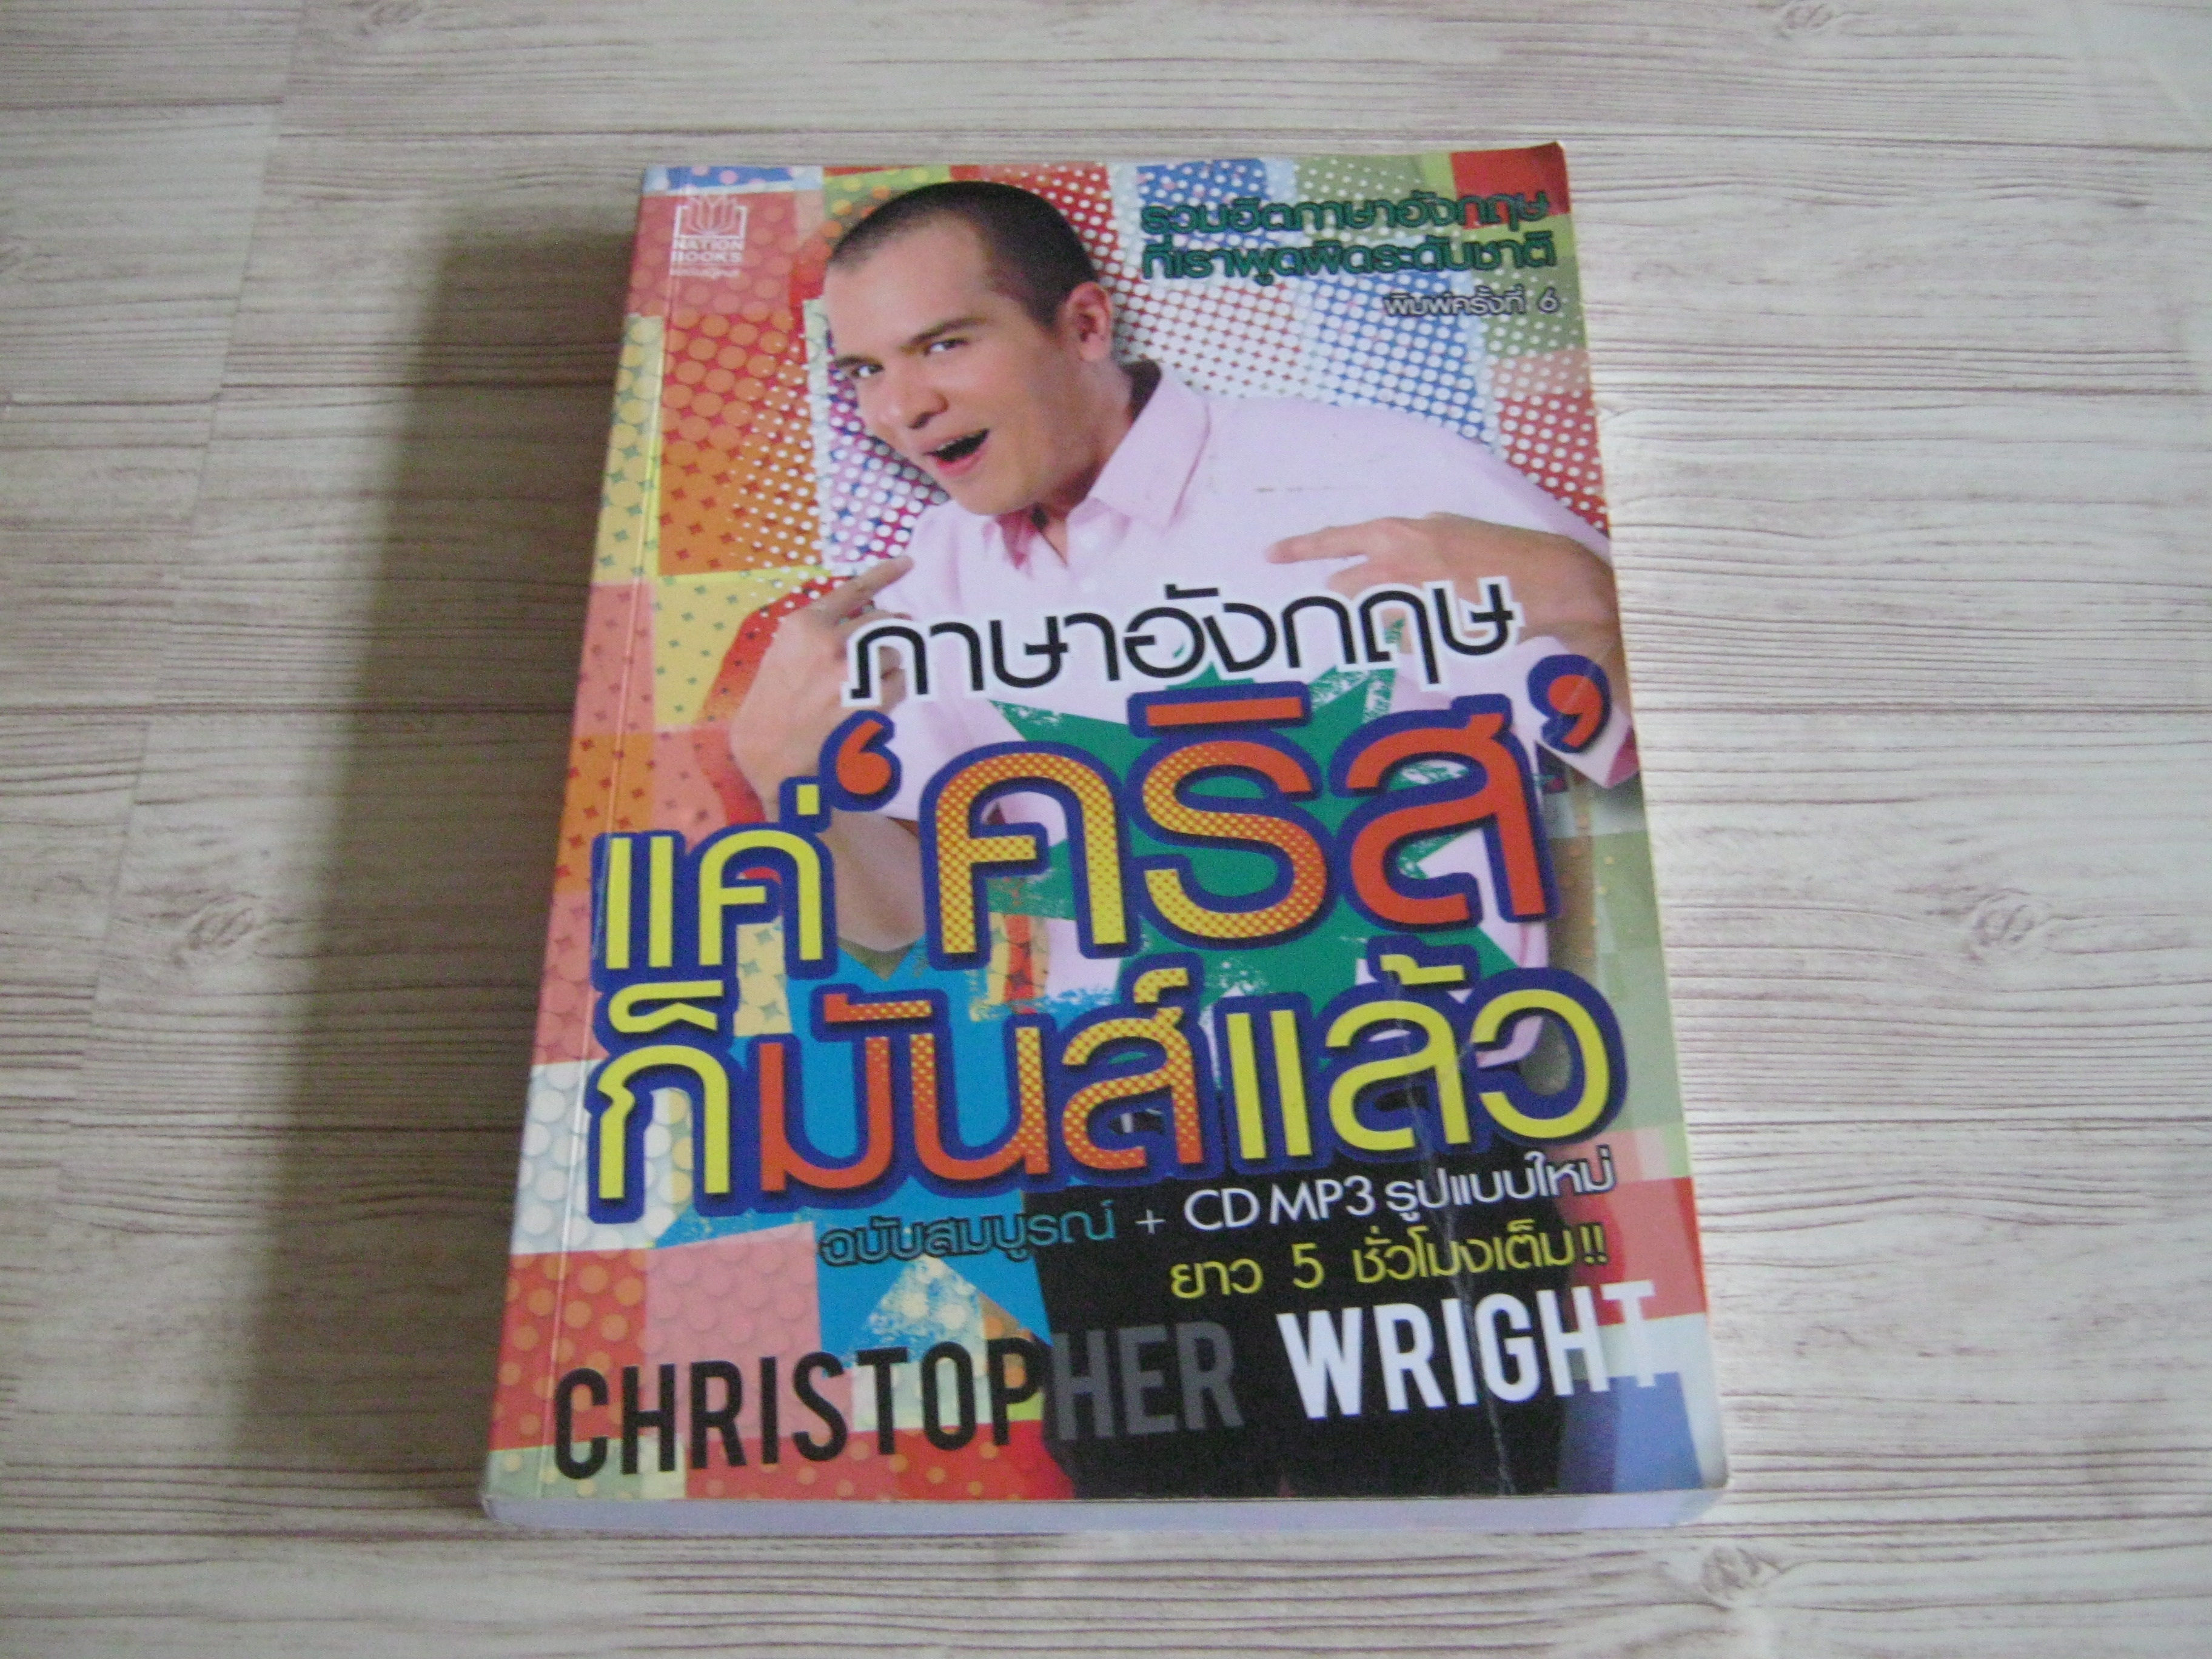 NATION
BOOKS
รวมฮิตภาษาอังกฤษ
ที่เราพูดผิดระดับชาติ
พิมพ์ครั้งที่ 6
ภาษาอังกฤษ
แค่ ‘คริส’
ก็มันส์แล้ว
ฉบับสมบูรณ์ + CD MP3 รูปแบบใหม่
ยาว 5 ชั่วโมงเต็ม!!
CHRISTOPHER WRIGHT